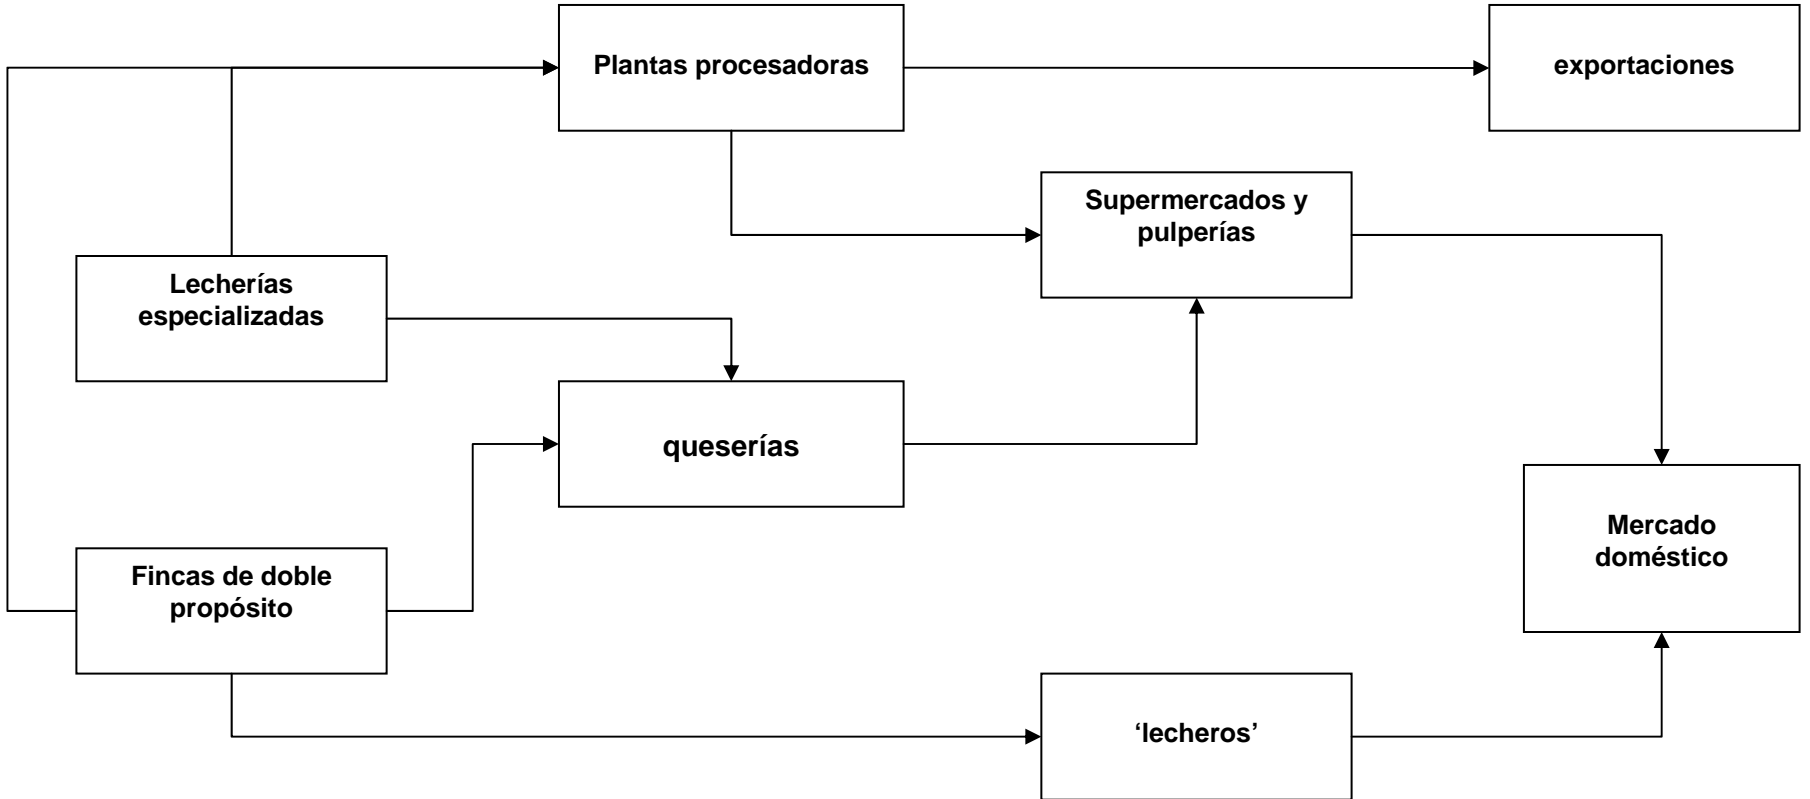 Plantas procesadoras
exportaciones
Supermercados y
pulperías
Lecherías
especializadas
queserías
Mercado
doméstico
Fincas de doble
propósito
‘lecheros’